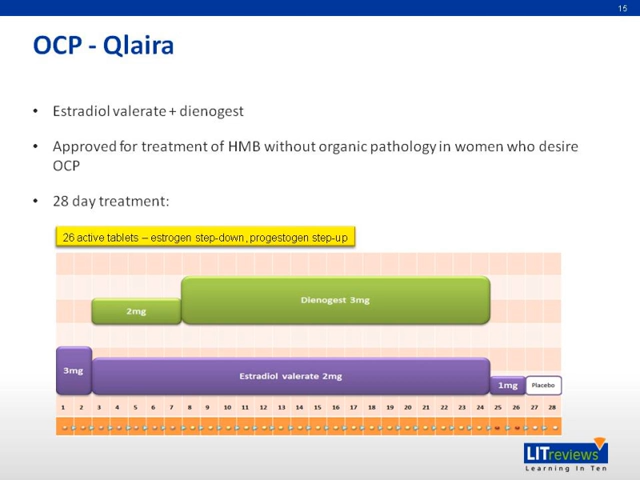 15
OCP - Qlaira
• Estradiol valerate + dienogest
• Approved for treatment of HMB without organic pathology in women who desire
OCP
• 28 day treatment:
26 active tablets – estrogen step-down, progestogen step-up
Dienogest 3mg
2mg
3mg
Estradiol valerate 2mg
1mg
Placebo
1 2 3 4 5 6 7 8 9 10 11 12 13 14 15 16 17 18 19 20 21 22 23 24 25 26 27 28
LITreviews
Learning In Ten